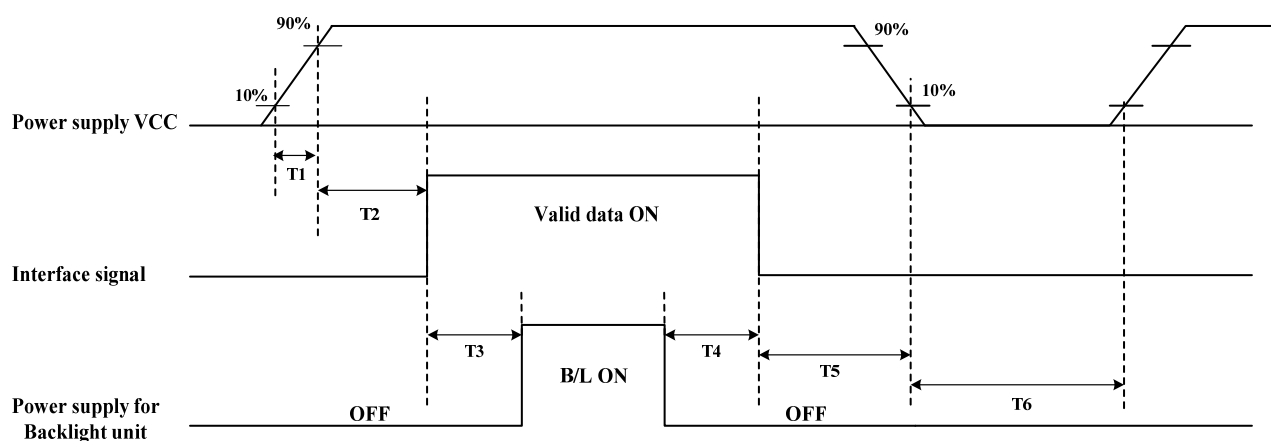 90%
90%
10%
10%
Power supply VCC
T1
T2
Valid data ON
Interface signal
T3
T4
T5
B/L ON
T6
Power supply for
Backlight unit
OFF
OFF